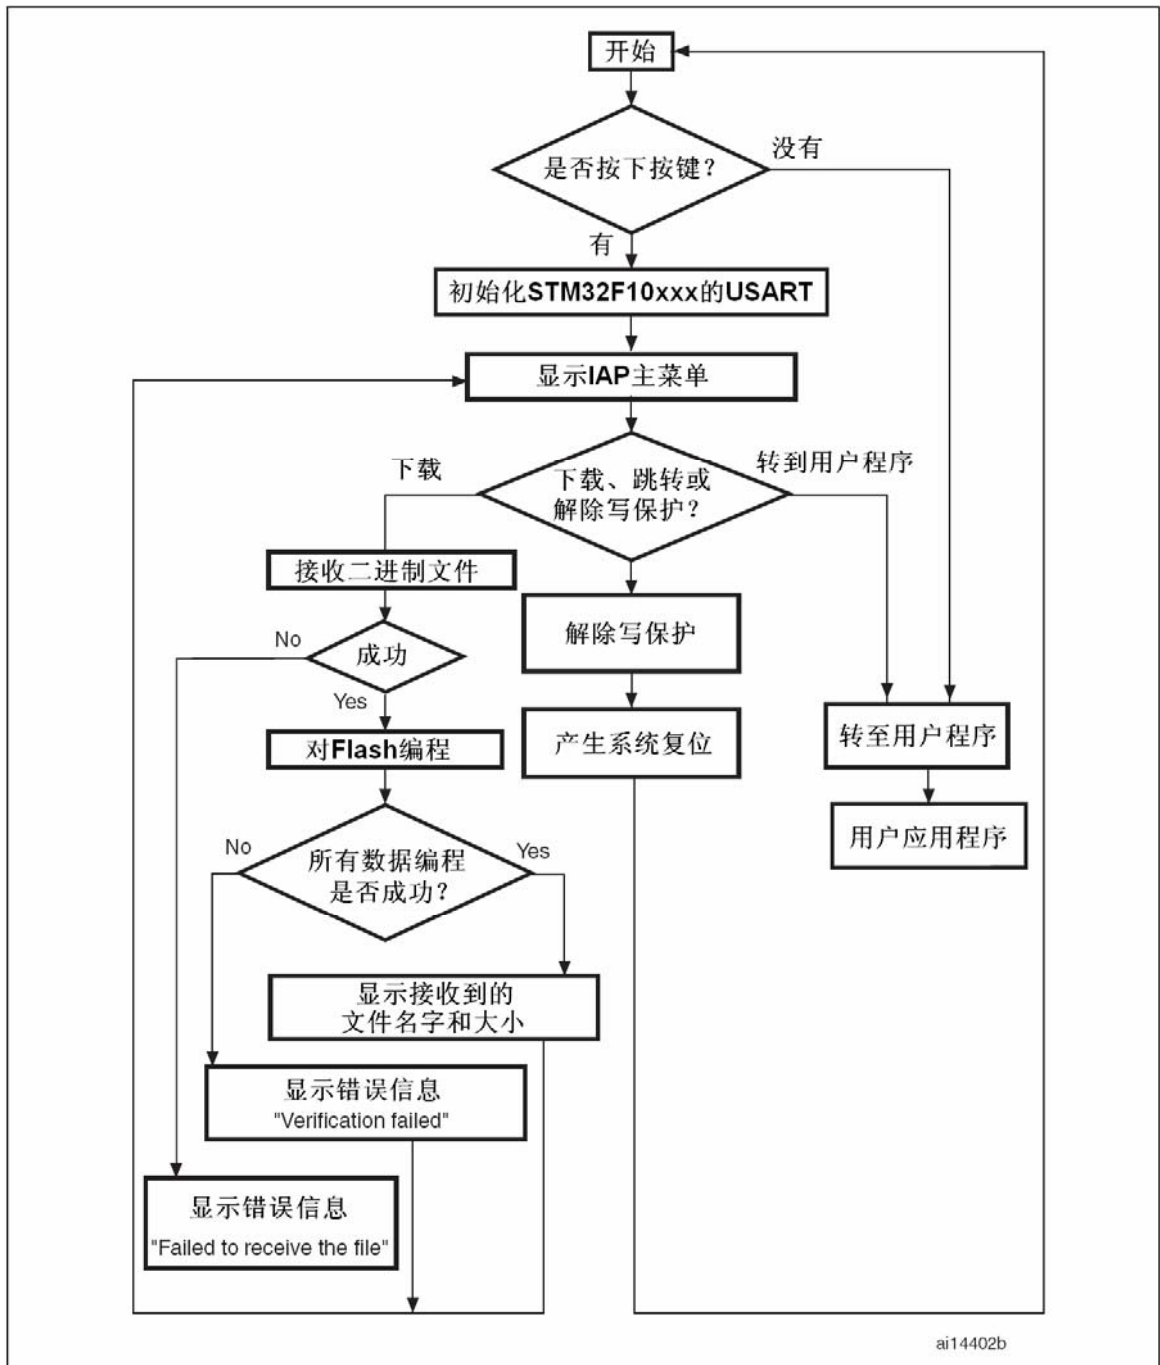 开始
是否按下按键？
没有
有
初始化STM32F10xxx的USART
显示IAP主菜单
下载
下载、跳转或
解除写保护？
转到用户程序
接收二进制文件
解除写保护
No
成功
Yes
产生系统复位
转至用户程序
对Flash编程
用户应用程序
No
所有数据编程
是否成功？
Yes
显示接收到的
文件名字和大小
显示错误信息
"Verification failed"
显示错误信息
"Failed to receive the file"
ai14402b